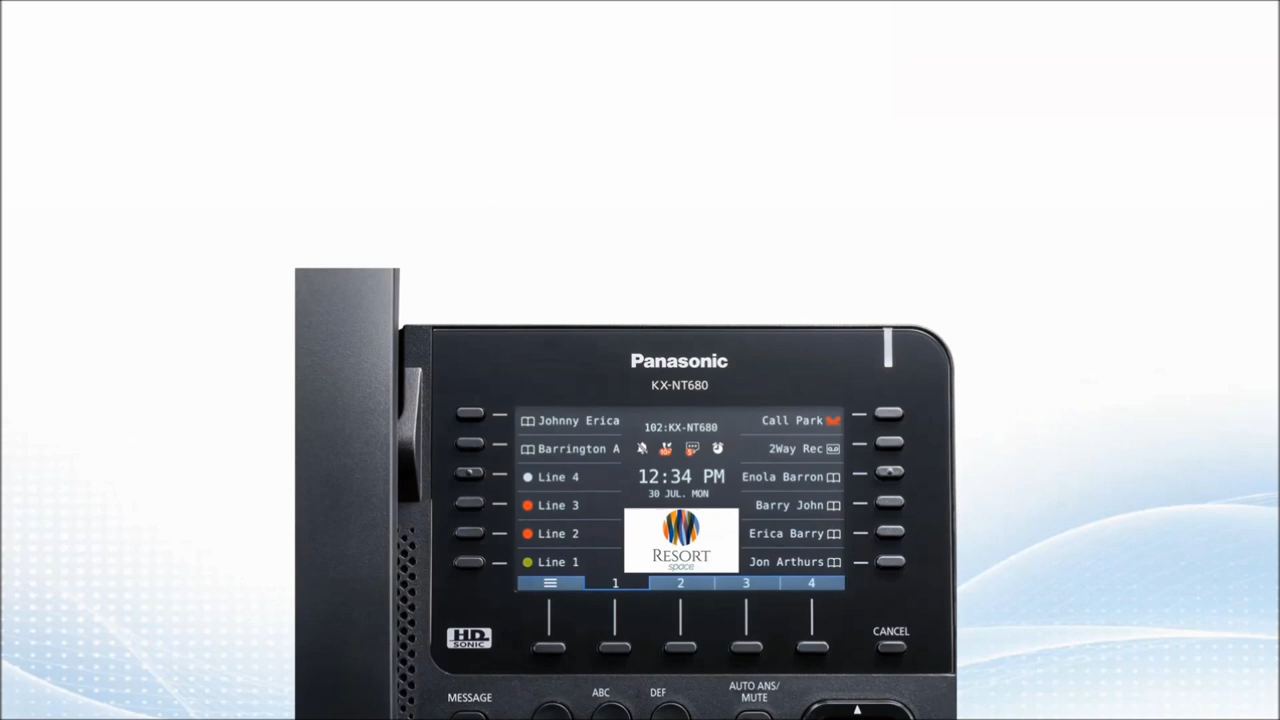 Panasonic
KX-NT680
Johnny Erica
Barrington A
Line 4
Line 3
Line 2
Line 1
102:KX-NT680
10+
5
12:34 PM
30 JUL. MON
RESORT
space
Call Park
2Way Rec
Enola Barron
Barry John
Erica Barry
Jon Arthurs
1 2 3 4
HD
SONIC
CANCEL
MESSAGE
ABC
DEF
AUTO ANS/
MUTE